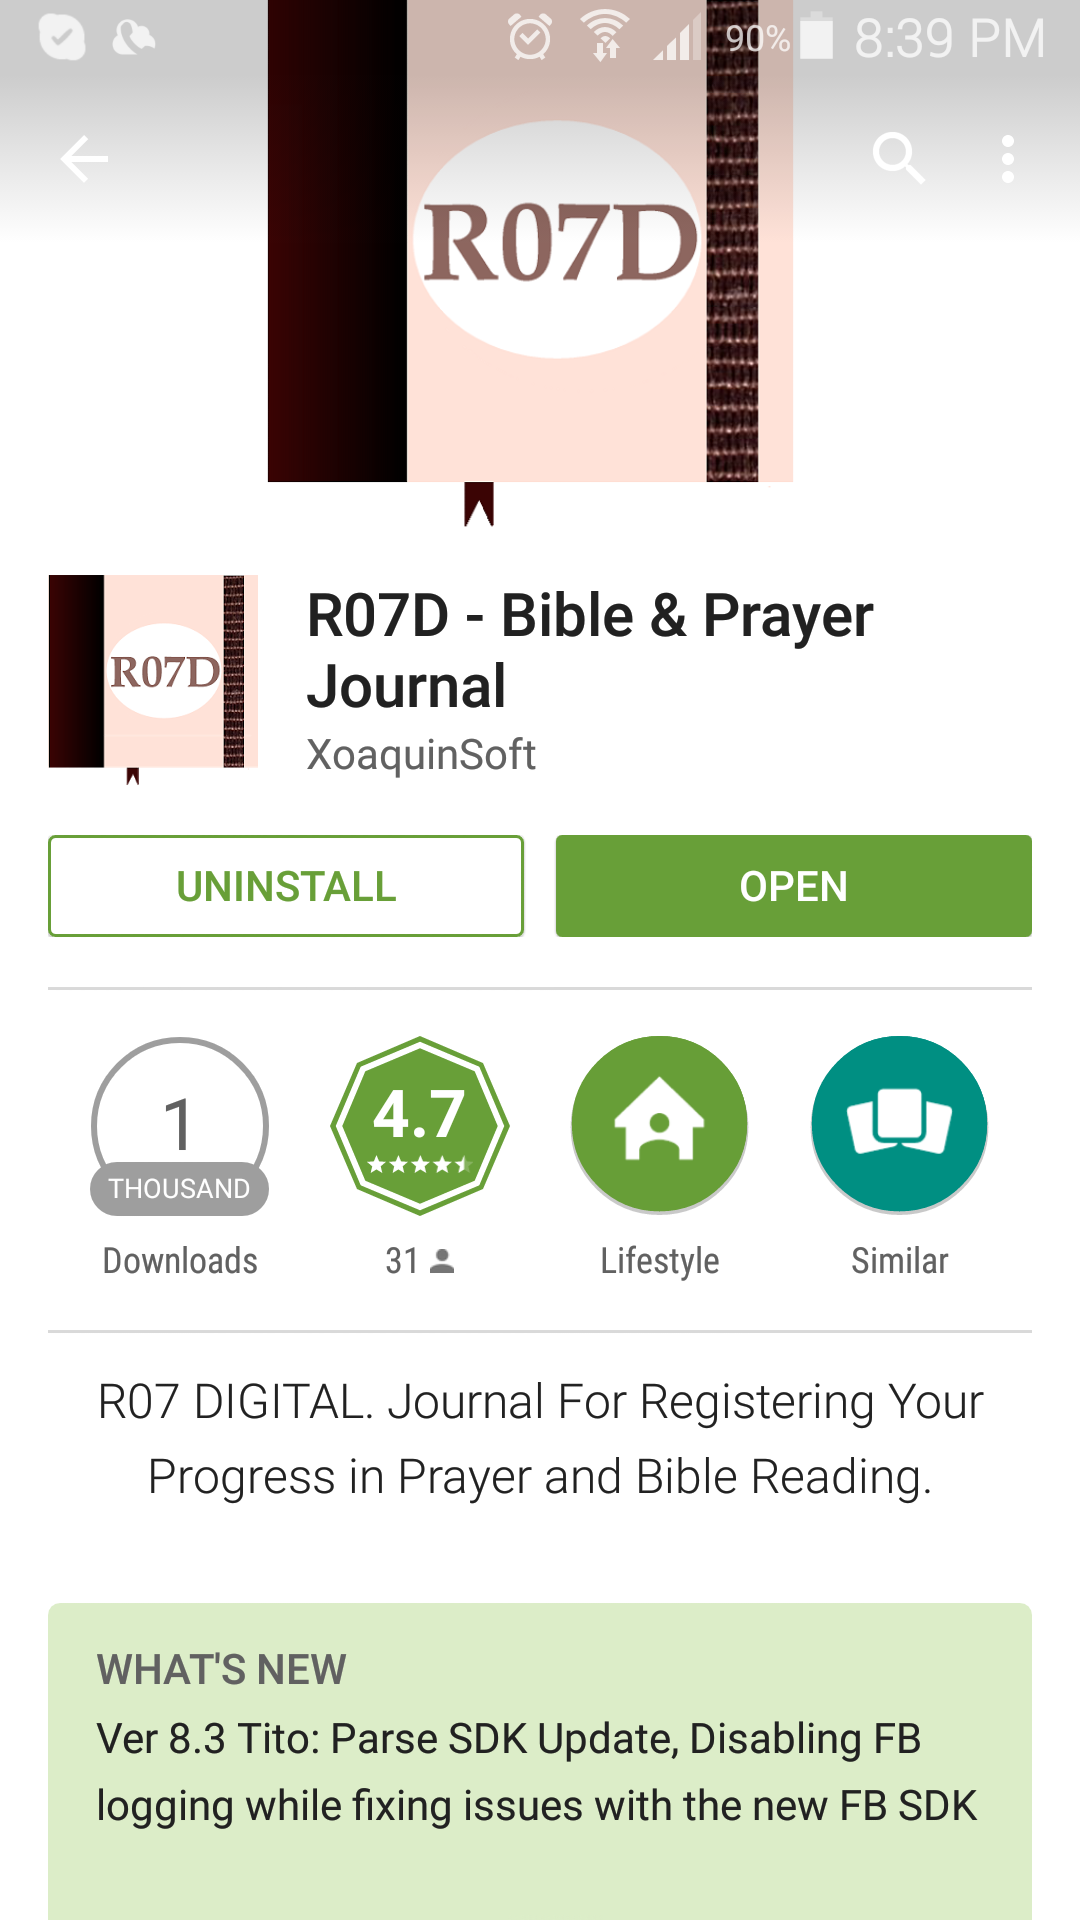 90% 8:39 PM
R07D
R07D
R07D - Bible & Prayer
Journal
XoaquinSoft
UNINSTALL
OPEN
1
THOUSAND
Downloads
4.7
31
Lifestyle
Similar
R07 DIGITAL. Journal For Registering Your
Progress in Prayer and Bible Reading.
WHAT'S NEW
Ver 8.3 Tito: Parse SDK Update, Disabling FB
logging while fixing issues with the new FB SDK